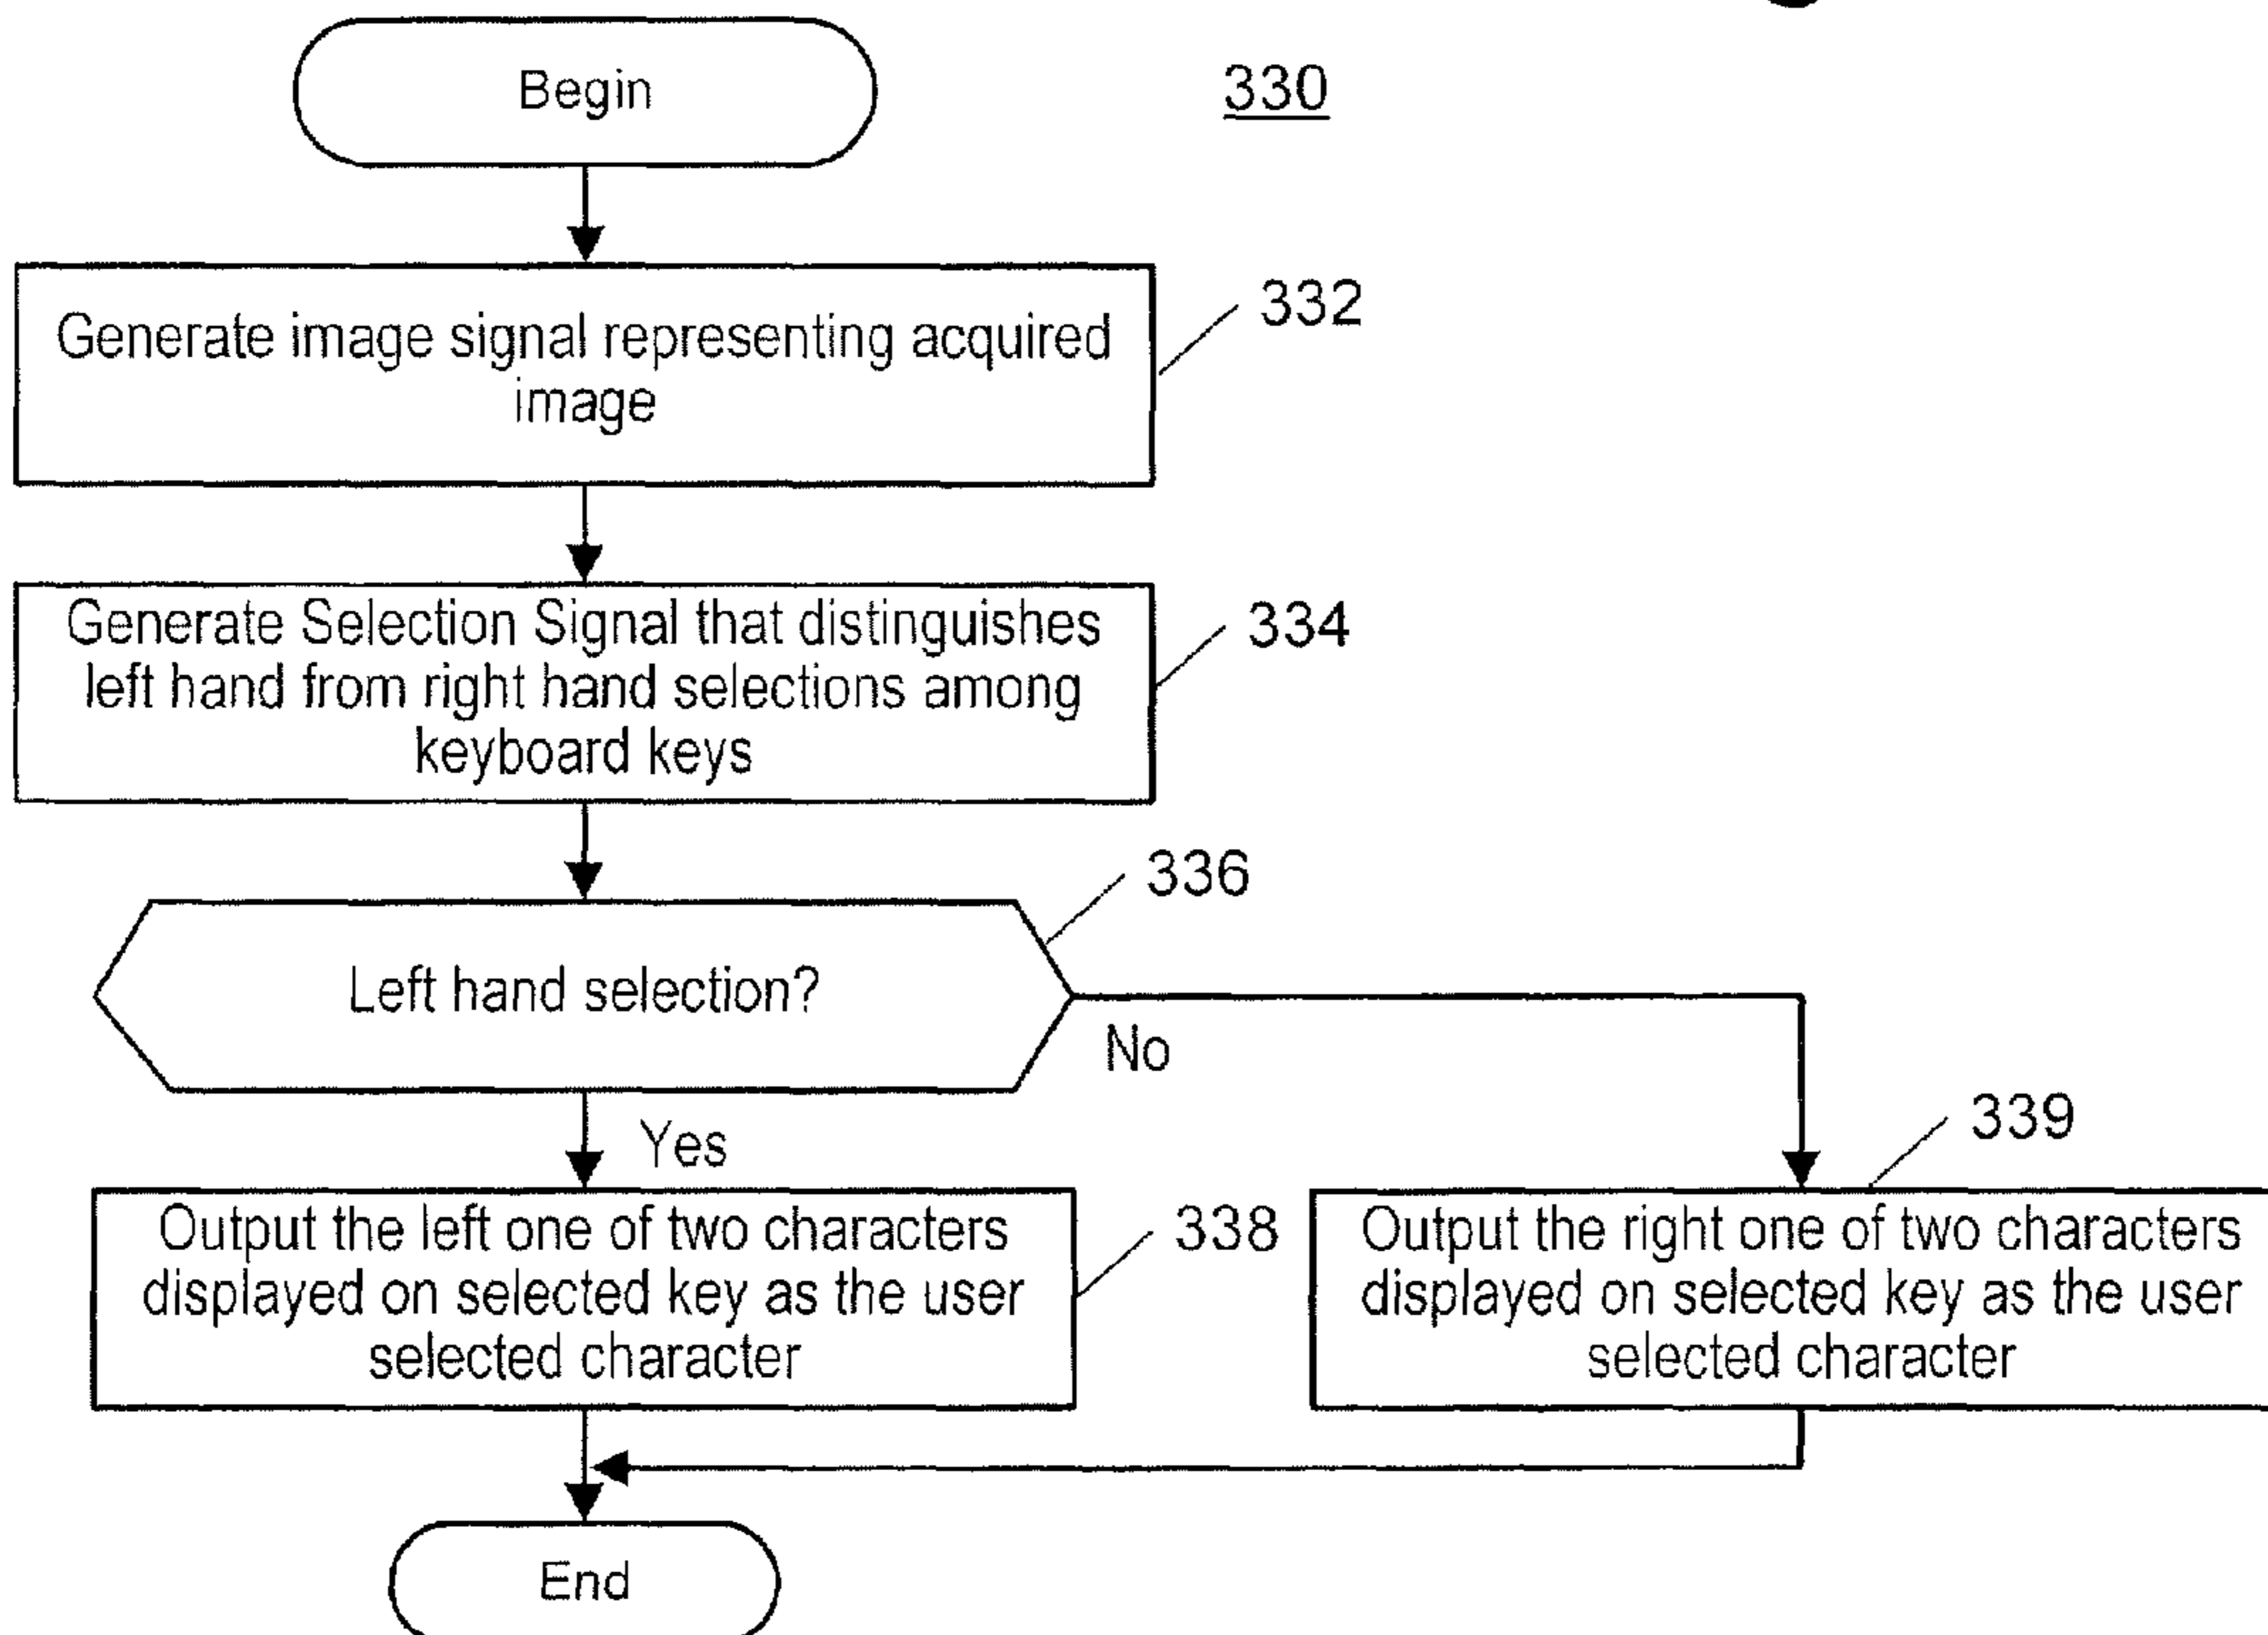 Begin
330
Generate image signal representing acquired
image
332
Generate Selection Signal that distinguishes
left hand from right hand selections among
keyboard keys
334
336
Left hand selection?
No
Yes
339
Output the left one of two characters
displayed on selected key as the user
selected character
338
Output the right one of two characters
displayed on selected key as the user
selected character
End